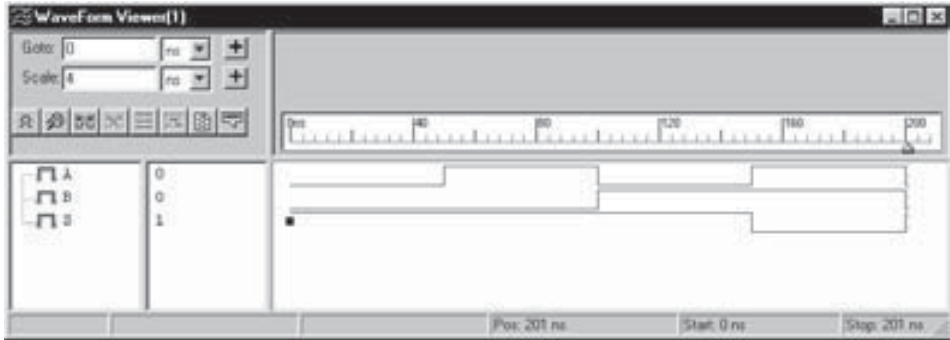 WaveForm Viewer(1)
Goto: 0 ns
Scale: 4 ns
0ns 40 80 120 160 200
A 0
B 0
S 1
Pos: 201 ns Start: 0 ns Stop: 201 ns